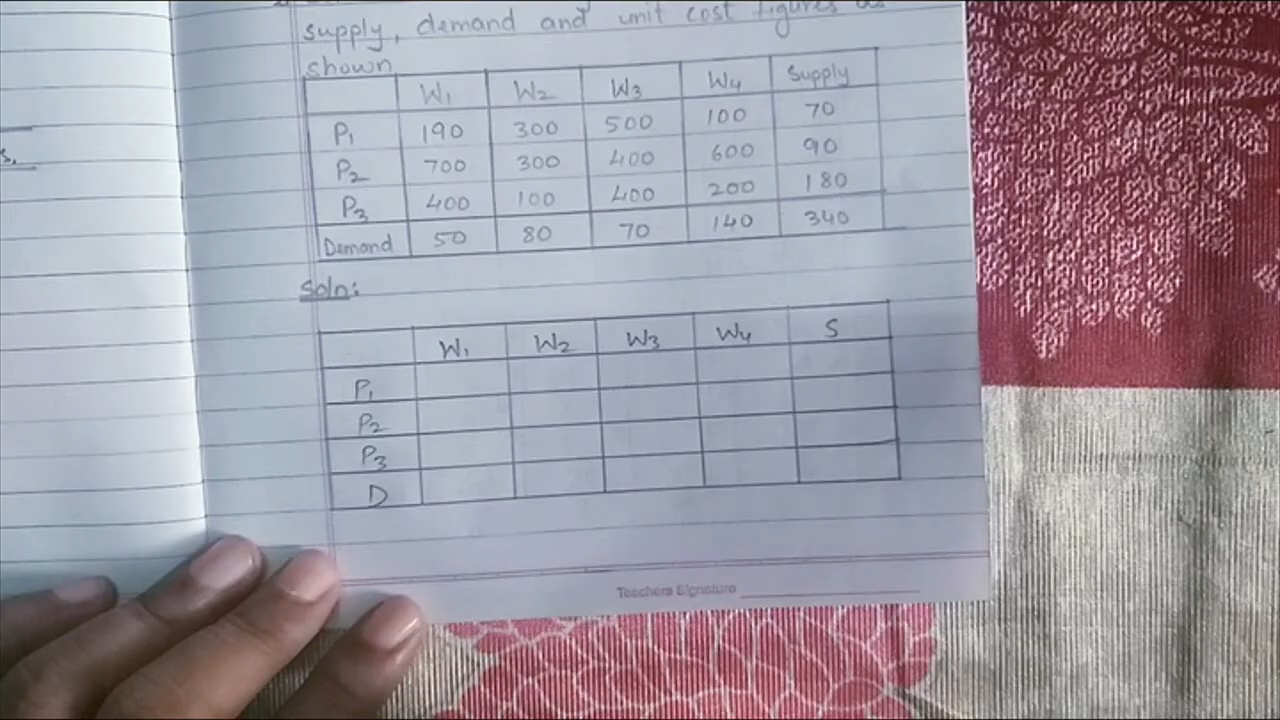 supply, demand and unit cost figures as
shown
W1 W2 W3 W4 Supply
P1 190 300 500 100 70
P2 700 300 400 600 90
P3 400 100 400 200 180
Demand 50 80 70 140 340
Soln:
W1 W2 W3 W4 S
P1
P2
P3
D
Teachers Signature
s.